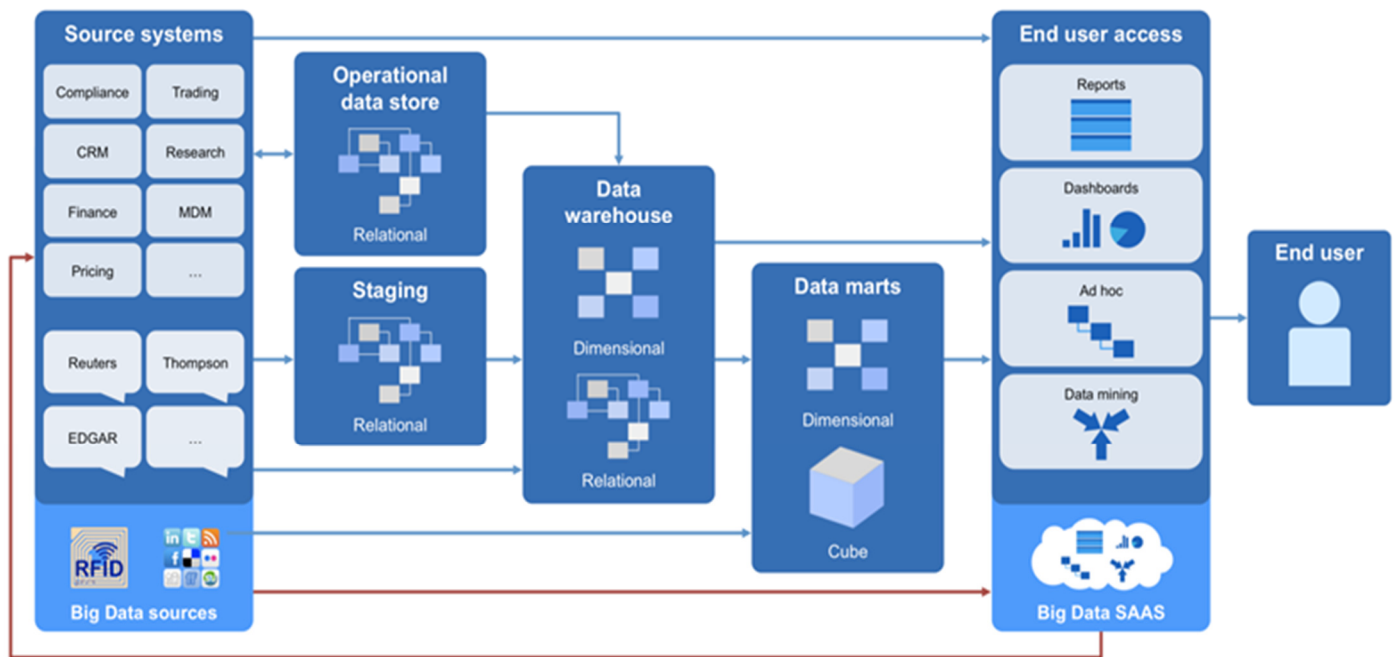 Source systems
Compliance
Trading
CRM
Research
Finance
MDM
Pricing
...
Reuters
Thompson
EDGAR
...
RFID
Big Data sources
Operational
data store
Relational
Staging
Relational
Data
warehouse
Dimensional
Relational
Data marts
Dimensional
Cube
End user access
Reports
Dashboards
Ad hoc
Data mining
Big Data SAAS
End user